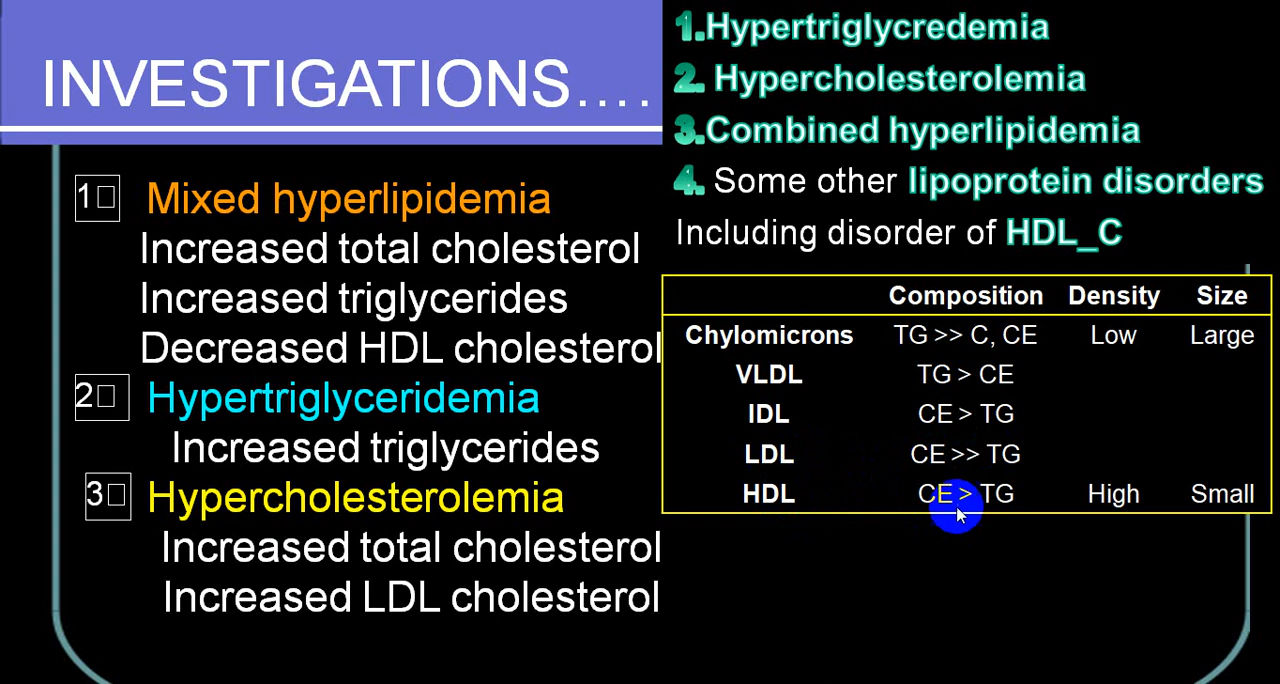 INVESTIGATIONS….
1 Mixed hyperlipidemia
Increased total cholesterol
Increased triglycerides
Decreased HDL cholesterol
2 Hypertriglyceridemia
Increased triglycerides
3 Hypercholesterolemia
Increased total cholesterol
Increased LDL cholesterol
1.Hypertriglycredemia
2. Hypercholesterolemia
3.Combined hyperlipidemia
4. Some other lipoprotein disorders
Including disorder of HDL_C
Composition Density Size
Chylomicrons TG >> C, CE Low Large
VLDL TG > CE
IDL CE > TG
LDL CE >> TG
HDL CE > TG High Small